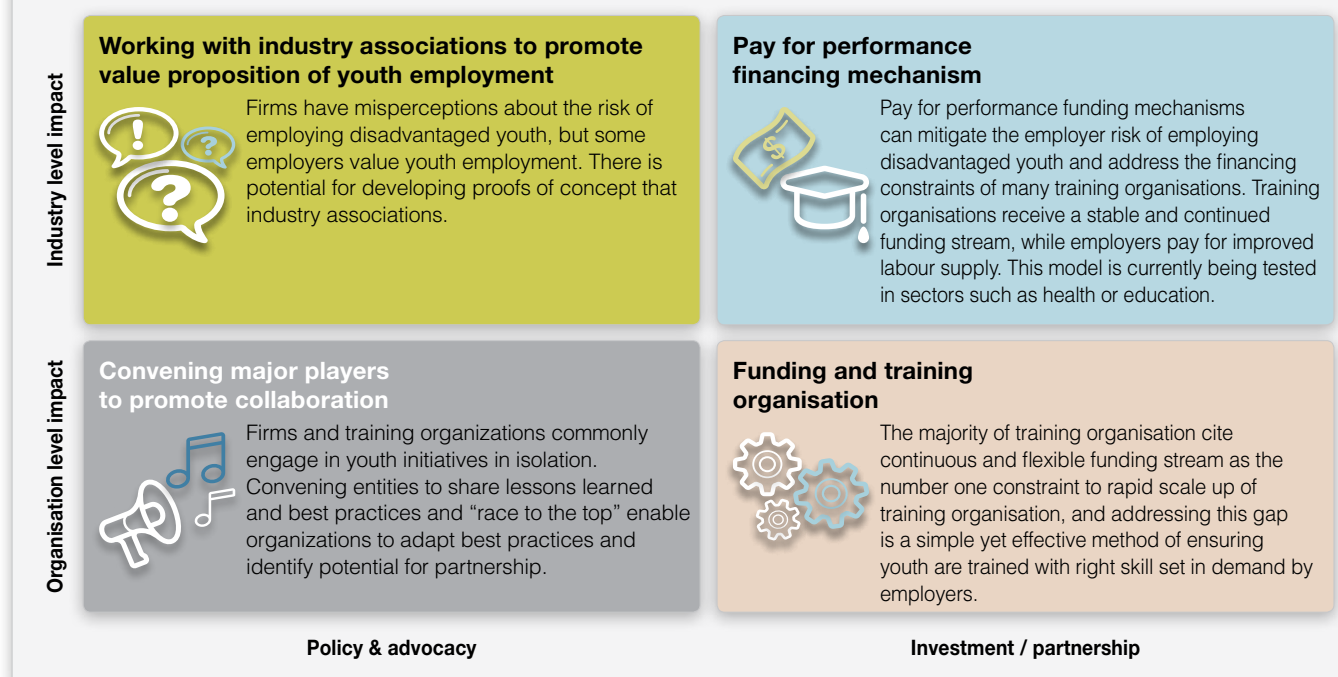 Industry level impact
Working with industry associations to promote
value proposition of youth employment
Firms have misperceptions about the risk of
employing disadvantaged youth, but some
employers value youth employment. There is
potential for developing proofs of concept that
industry associations.
Pay for performance
financing mechanism
Pay for performance funding mechanisms
can mitigate the employer risk of employing
disadvantaged youth and address the financing
constraints of many training organisations. Training
organisations receive a stable and continued
funding stream, while employers pay for improved
labour supply. This model is currently being tested
in sectors such as health or education.
Organisation level impact
Convening major players
to promote collaboration
Firms and training organizations commonly
engage in youth initiatives in isolation.
Convening entities to share lessons learned
and best practices and “race to the top” enable
organizations to adapt best practices and
identify potential for partnership.
Funding and training
organisation
The majority of training organisation cite
continuous and flexible funding stream as the
number one constraint to rapid scale up of
training organisation, and addressing this gap
is a simple yet effective method of ensuring
youth are trained with right skill set in demand by
employers.
Policy & advocacy
Investment / partnership